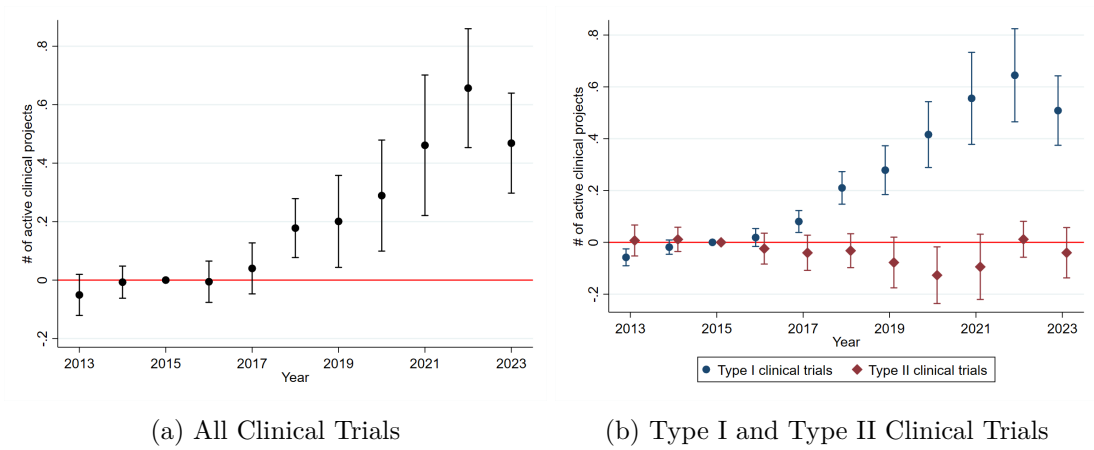 # of active clinical projects
.8
.6
.4
.2
0
-.2
2013 2015 2017 2019 2021 2023
Year
(a) All Clinical Trials
# of active clinical projects
.8
.6
.4
.2
0
-.2
2013 2015 2017 2019 2021 2023
Year
Type I clinical trials Type II clinical trials
(b) Type I and Type II Clinical Trials